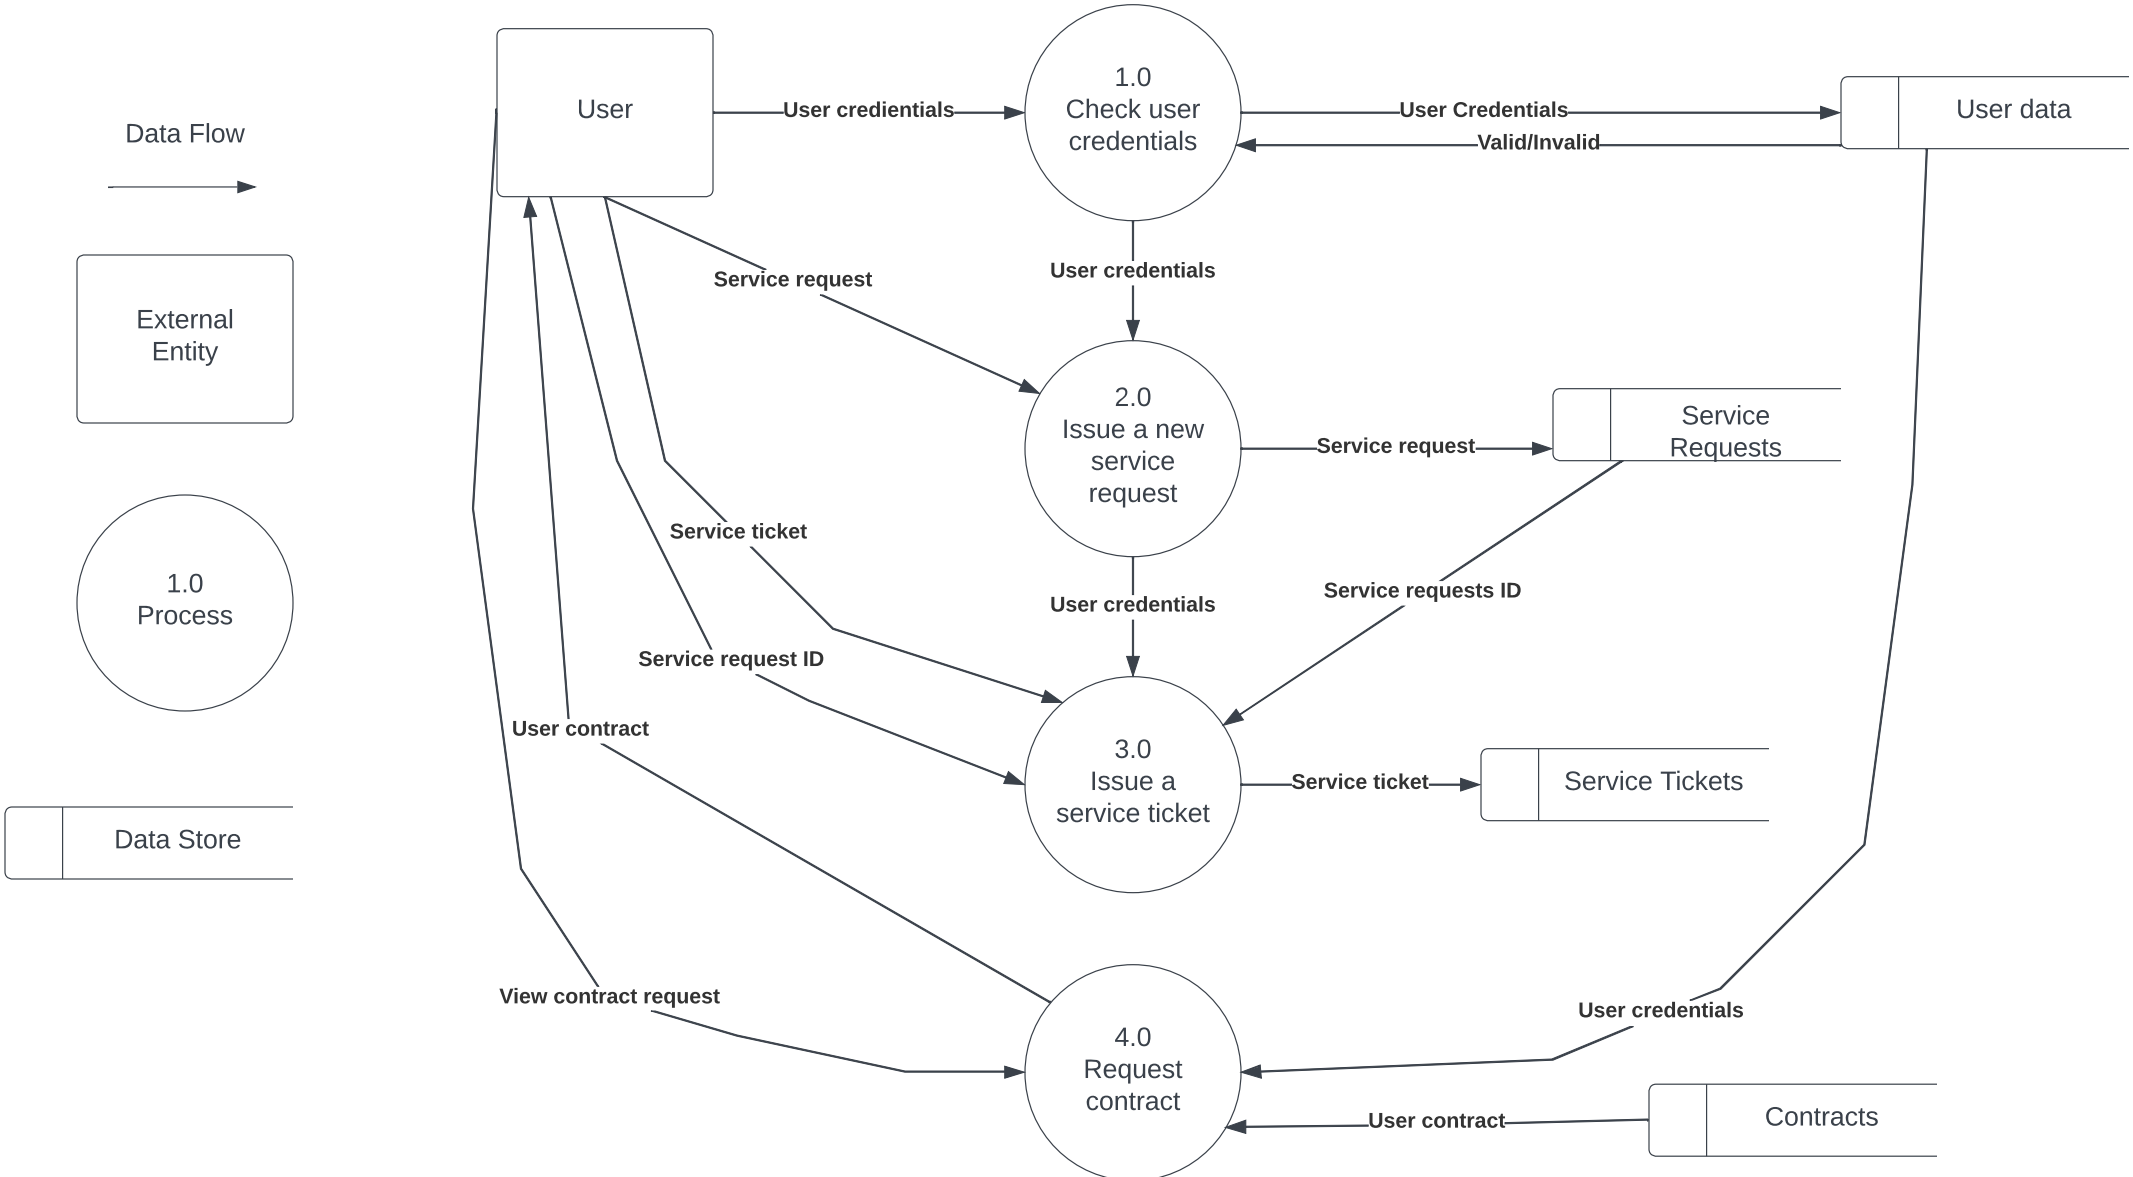 Data Flow
External
Entity
1.0
Process
Data Store
User
User credientials
1.0
Check user
credentials
User Credentials
Valid/Invalid
User data
Service request
User credentials
2.0
Issue a new
service
request
Service request
Service
Requests
Service ticket
User credentials
Service requests ID
Service request ID
User contract
3.0
Issue a
service ticket
Service ticket
Service Tickets
View contract request
User credentials
4.0
Request
contract
User contract
Contracts